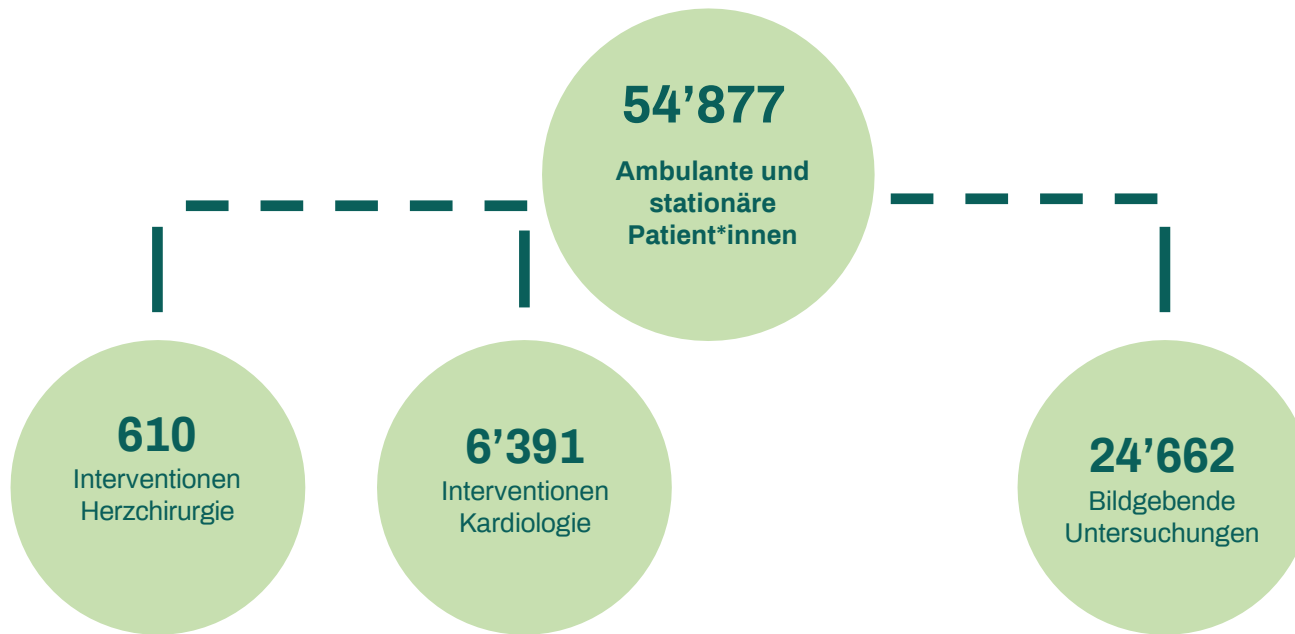 54’877
Ambulante und
stationäre
Patient*innen
610
Interventionen
Herzchirurgie
6’391
Interventionen
Kardiologie
24’662
Bildgebende
Untersuchungen